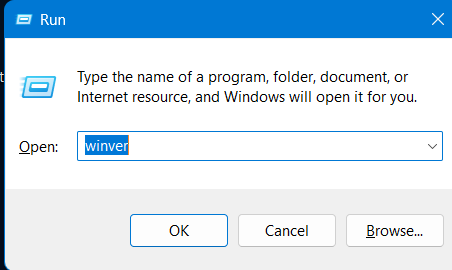 Run
Type the name of a program, folder, document, or
Internet resource, and Windows will open it for you.
Open: winver
OK Cancel Browse...